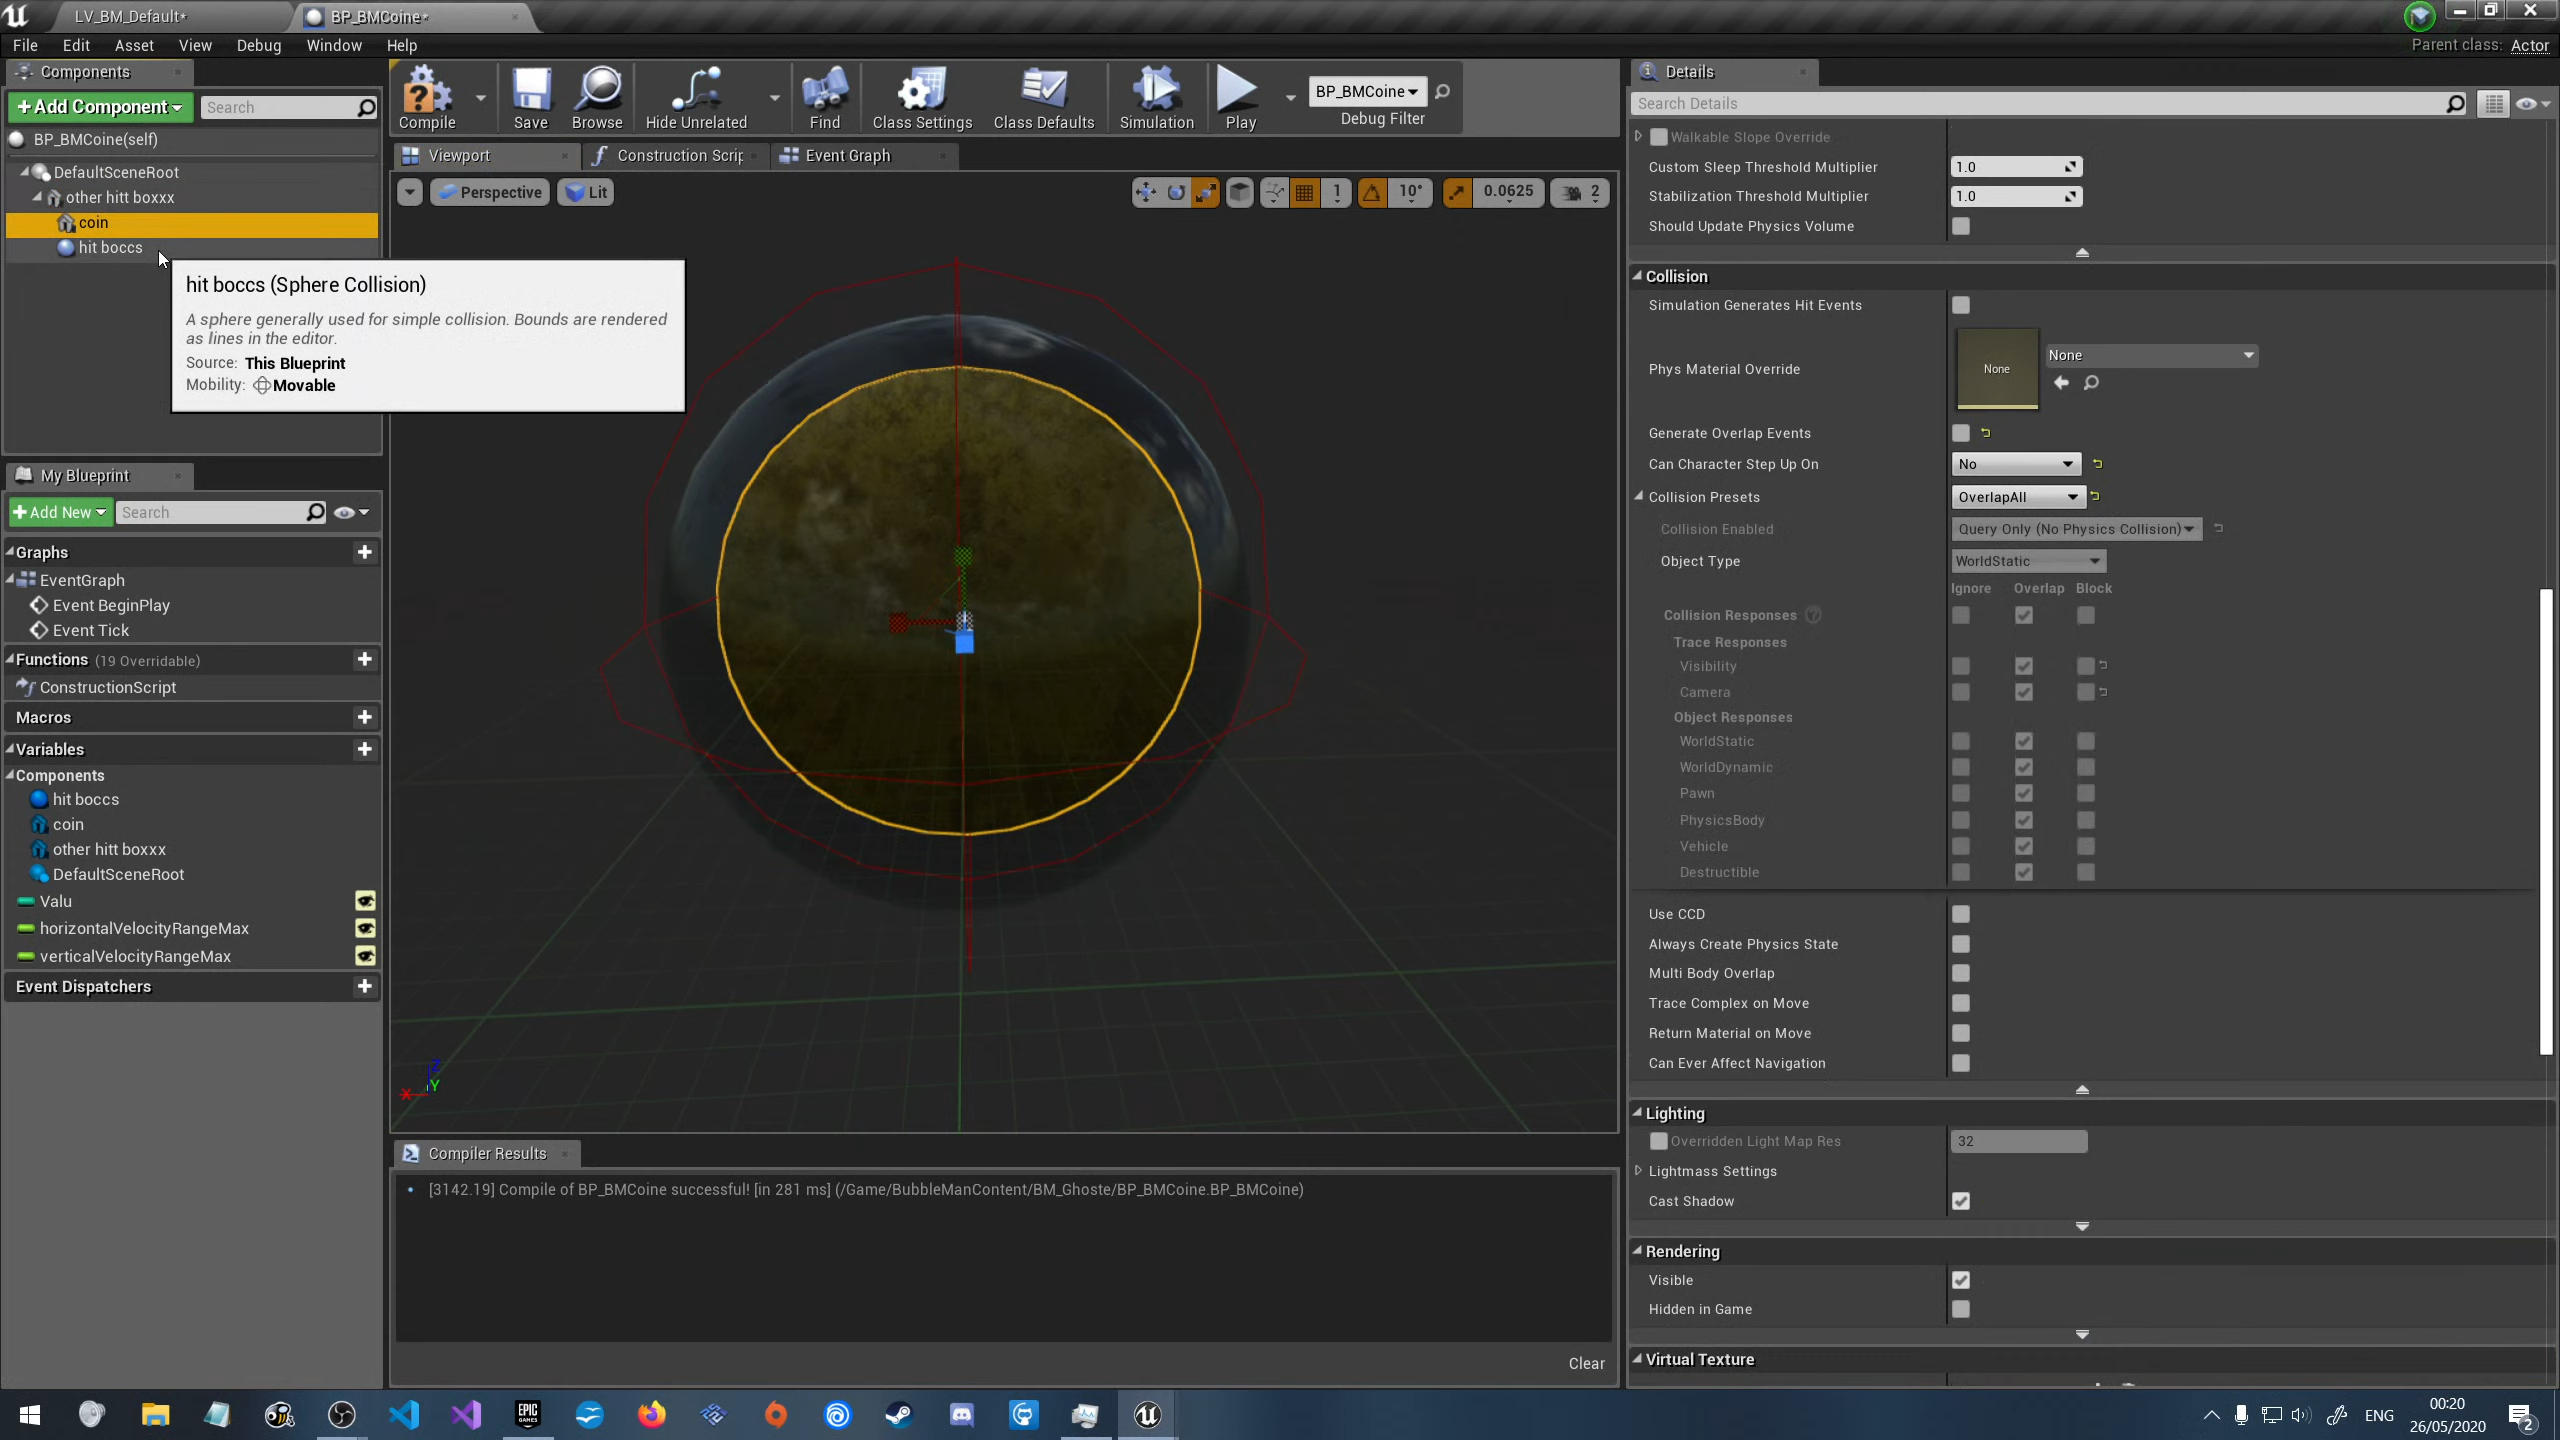 LV_BM_Default*
BP_BMCoine*
File Edit Asset View Debug Window Help
Parent class: Actor
Components
Add Component
Search
BP_BMCoine(self)
DefaultSceneRoot
other hitt boxxx
coin
hit boccs
hit boccs (Sphere Collision)
A sphere generally used for simple collision. Bounds are rendered
as lines in the editor.
Source: This Blueprint
Mobility: Movable
My Blueprint
Add New
Search
Graphs
EventGraph
Event BeginPlay
Event Tick
Functions (19 Overridable)
ConstructionScript
Macros
Variables
Components
hit boccs
coin
other hitt boxxx
DefaultSceneRoot
Valu
horizontalVelocityRangeMax
verticalVelocityRangeMax
Event Dispatchers
Compile
Save
Browse
Hide Unrelated
Find
Class Settings
Class Defaults
Simulation
Play
BP_BMCoine
Debug Filter
Viewport
Construction Scrip
Event Graph
Perspective
Lit
1
10°
0.0625
2
X
Y
Z
Compiler Results
[3142.19] Compile of BP_BMCoine successful! [in 281 ms] (/Game/BubbleManContent/BM_Ghoste/BP_BMCoine.BP_BMCoine)
Clear
Details
Search Details
Walkable Slope Override
Custom Sleep Threshold Multiplier 1.0
Stabilization Threshold Multiplier 1.0
Should Update Physics Volume
Collision
Simulation Generates Hit Events
Phys Material Override None None
Generate Overlap Events
Can Character Step Up On No
Collision Presets OverlapAll
Collision Enabled Query Only (No Physics Collision)
Object Type WorldStatic
Ignore Overlap Block
Collision Responses
Trace Responses
Visibility
Camera
Object Responses
WorldStatic
WorldDynamic
Pawn
PhysicsBody
Vehicle
Destructible
Use CCD
Always Create Physics State
Multi Body Overlap
Trace Complex on Move
Return Material on Move
Can Ever Affect Navigation
Lighting
Overridden Light Map Res 32
Lightmass Settings
Cast Shadow
Rendering
Visible
Hidden in Game
Virtual Texture
EPIC GAMES
ENG
00:20
26/05/2020
2